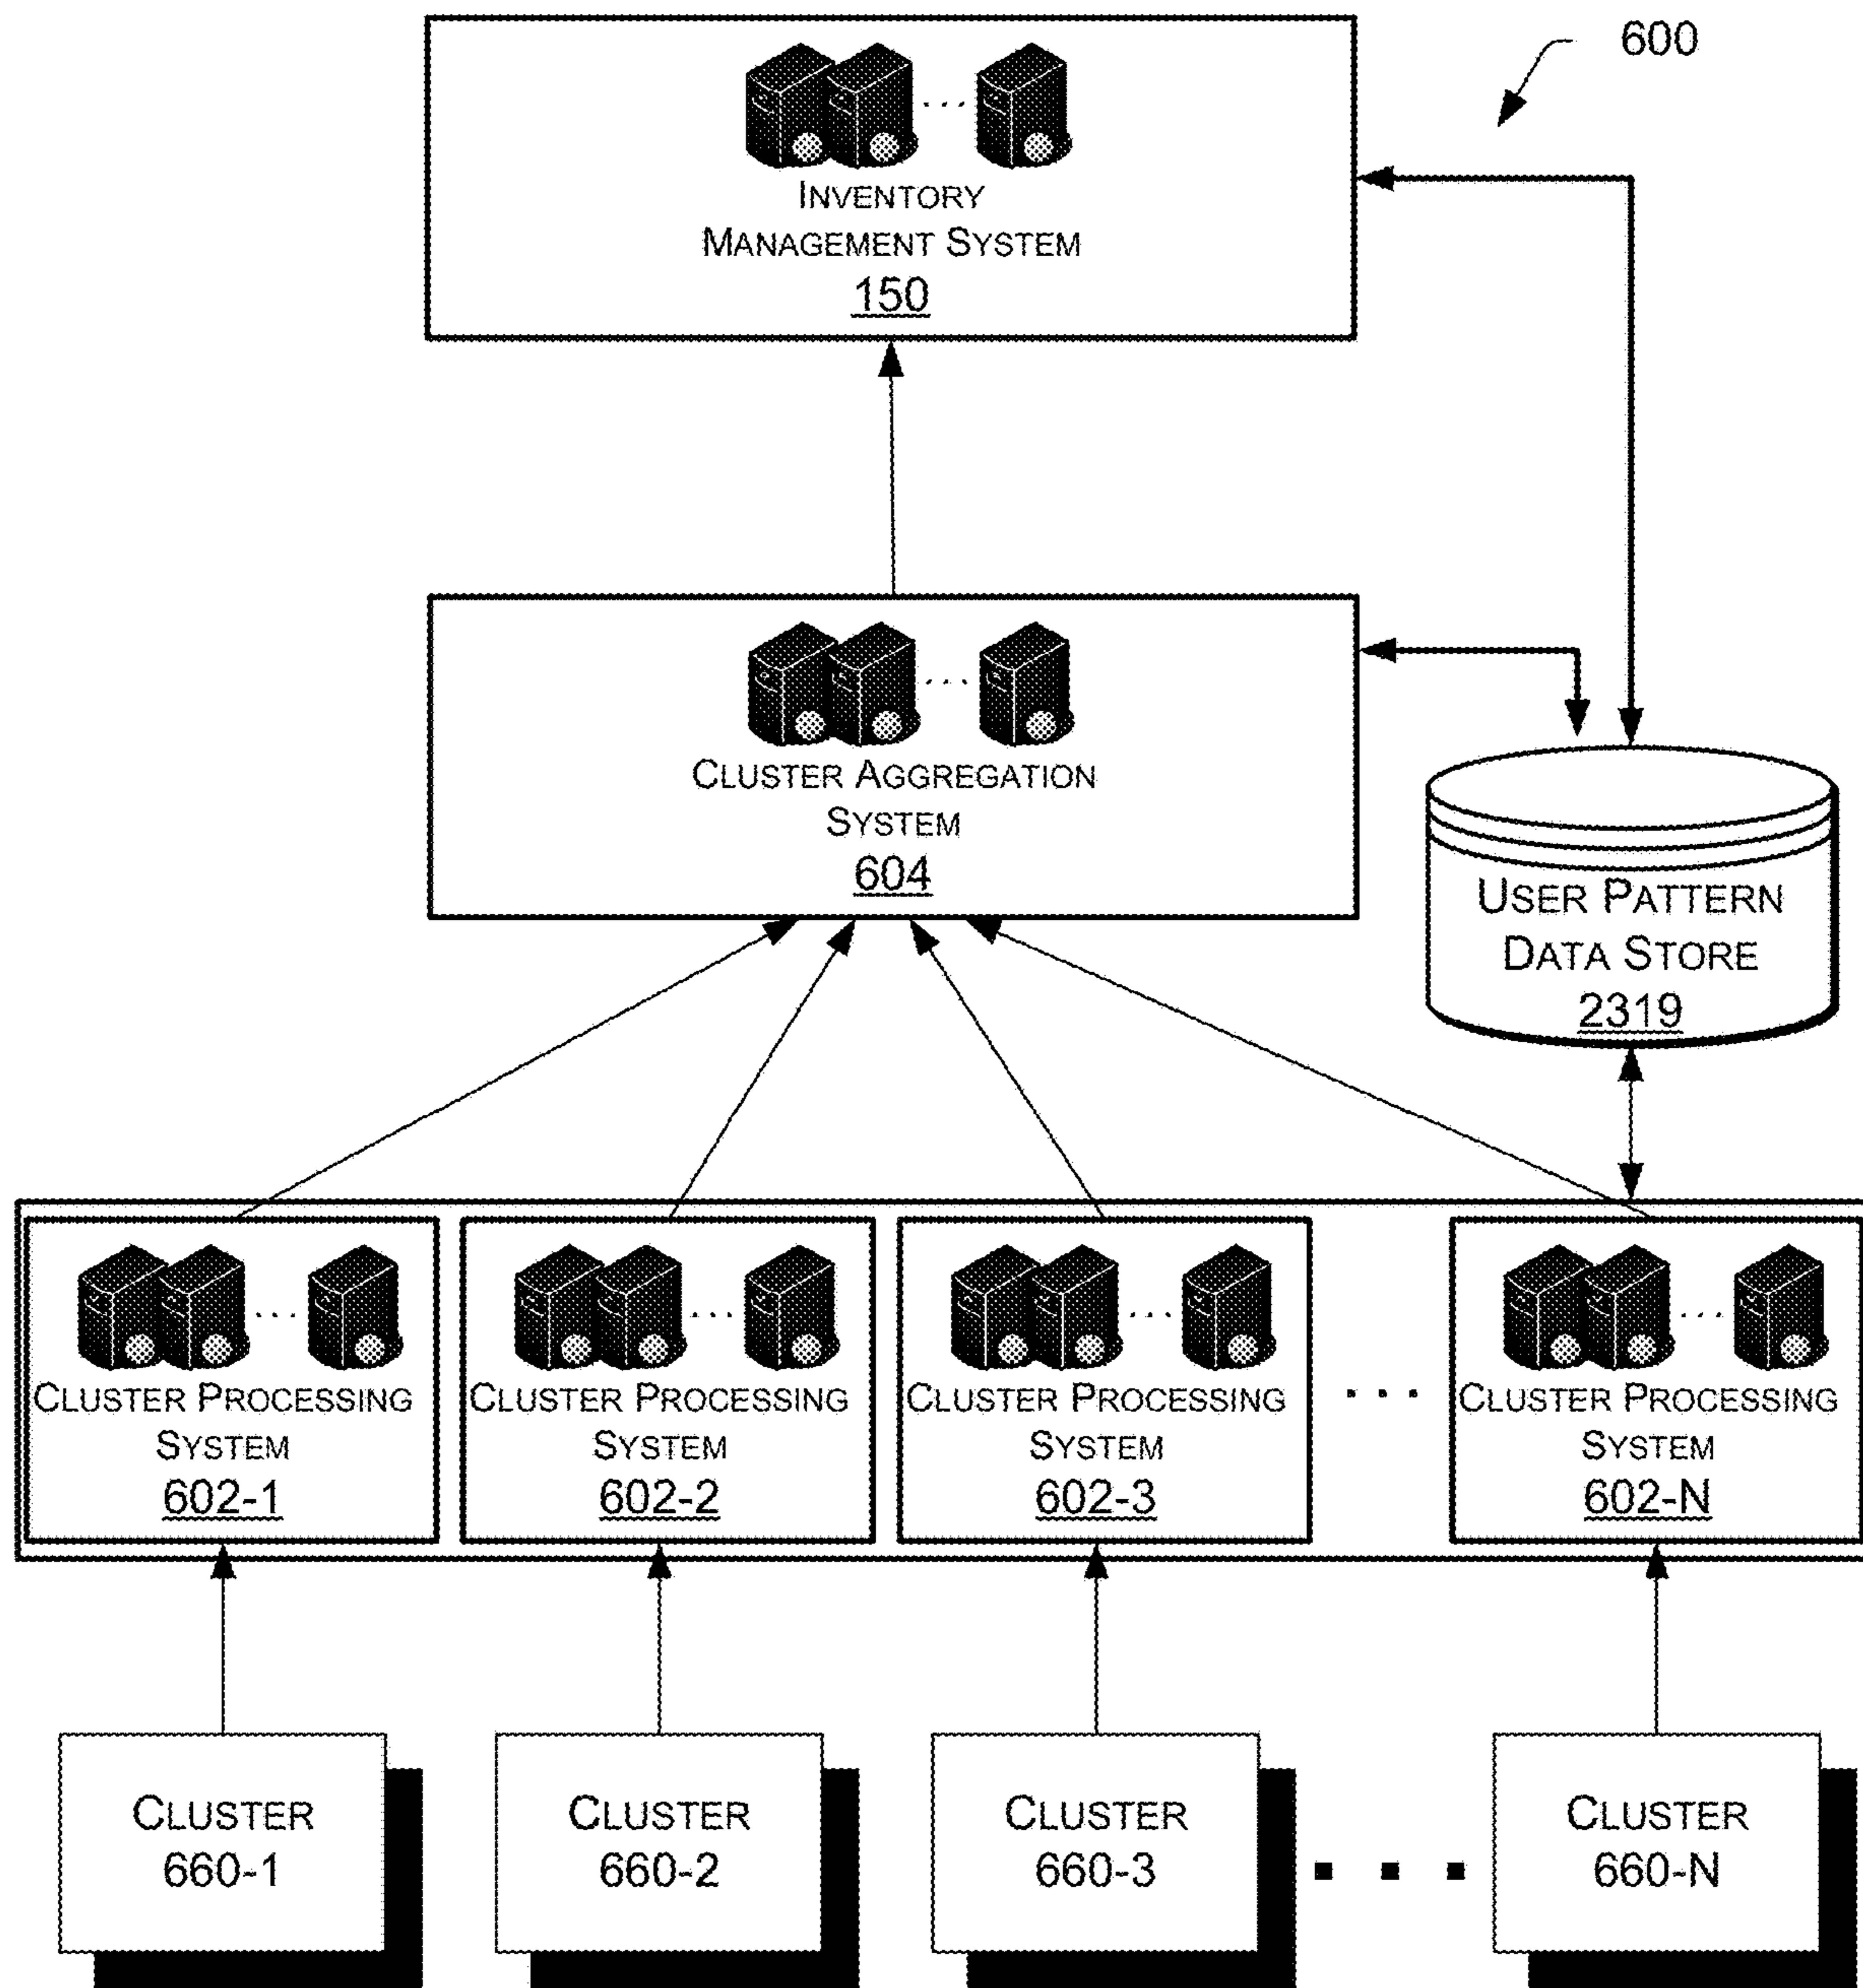 600
INVENTORY
MANAGEMENT SYSTEM
150
CLUSTER AGGREGATION
SYSTEM
604
USER PATTERN
DATA STORE
2319
CLUSTER PROCESSING
SYSTEM
602-1
CLUSTER PROCESSING
SYSTEM
602-2
CLUSTER PROCESSING
SYSTEM
602-3
CLUSTER PROCESSING
SYSTEM
602-N
CLUSTER
660-1
CLUSTER
660-2
CLUSTER
660-3
CLUSTER
660-N